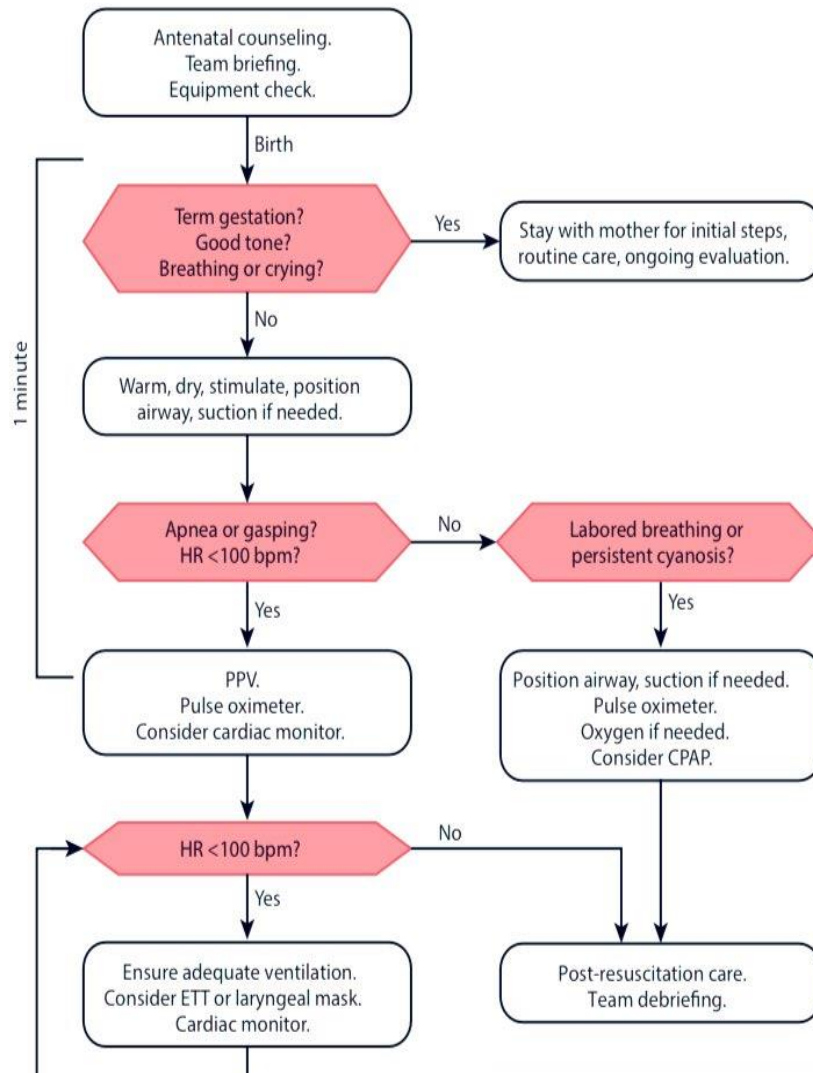 Antenatal counseling.
Team briefing.
Equipment check.
Birth
Term gestation?
Good tone?
Breathing or crying?
Yes
Stay with mother for initial steps,
routine care, ongoing evaluation.
No
1 minute
Warm, dry, stimulate, position
airway, suction if needed.
Apnea or gasping?
HR <100 bpm?
No
Labored breathing or
persistent cyanosis?
Yes
Yes
PPV.
Pulse oximeter.
Consider cardiac monitor.
Position airway, suction if needed.
Pulse oximeter.
Oxygen if needed.
Consider CPAP.
HR <100 bpm?
No
Yes
Ensure adequate ventilation.
Consider ETT or laryngeal mask.
Cardiac monitor.
Post-resuscitation care.
Team debriefing.